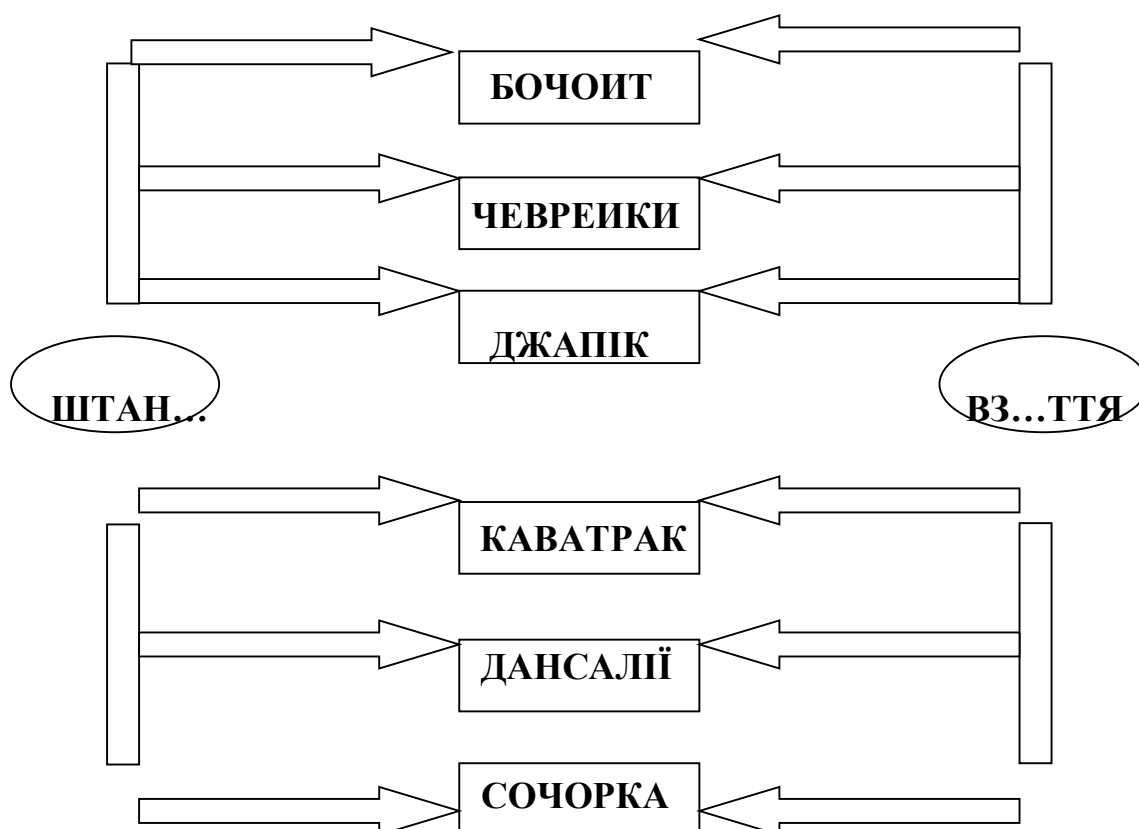 БОЧОИТ
ЧЕВРЕИКИ
ДЖАПІК
ШТАН… ВЗ…ТТЯ
КАВАТРАК
ДАНСАЛІЇ
СОЧОРКА